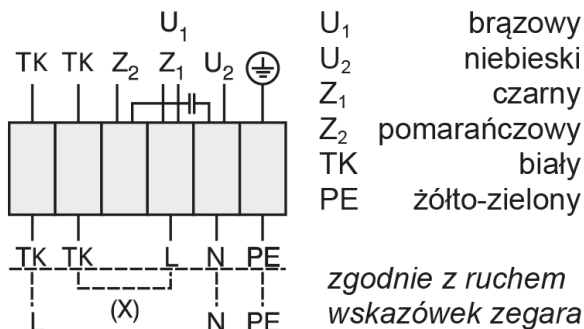 U₁
TK TK Z₂ Z₁ U₂
TK TK L N PE
(X)
L N PE
U₁ brązowy
U₂ niebieski
Z₁ czarny
Z₂ pomarańczowy
TK biały
PE żółto-zielony
zgodnie z ruchem
wskazówek zegara